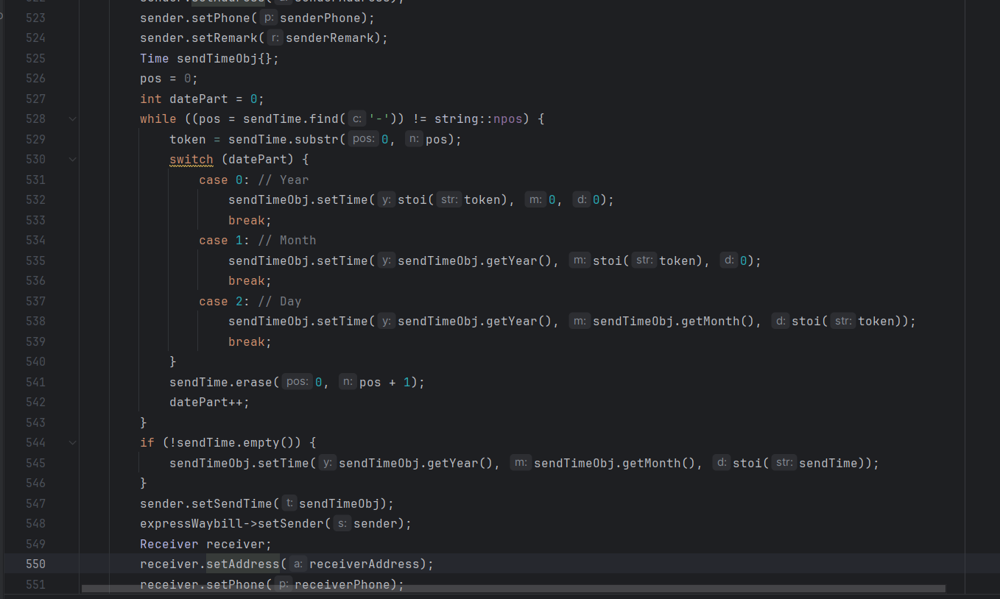 523 sender.setPhone( p: senderPhone);
524 sender.setRemark( r: senderRemark);
525 Time sendTimeObj{};
526 pos = 0;
527 int datePart = 0;
528 while ((pos = sendTime.find( c: '-')) != string::npos) {
529 token = sendTime.substr( pos: 0, n: pos);
530 switch (datePart) {
531 case 0: // Year
532 sendTimeObj.setTime( y: stoi( str: token), m: 0, d: 0);
533 break;
534 case 1: // Month
535 sendTimeObj.setTime( y: sendTimeObj.getYear(), m: stoi( str: token), d: 0);
536 break;
537 case 2: // Day
538 sendTimeObj.setTime( y: sendTimeObj.getYear(), m: sendTimeObj.getMonth(), d: stoi( str: token));
539 break;
540 }
541 sendTime.erase( pos: 0, n: pos + 1);
542 datePart++;
543 }
544 if (!sendTime.empty()) {
545 sendTimeObj.setTime( y: sendTimeObj.getYear(), m: sendTimeObj.getMonth(), d: stoi( str: sendTime));
546 }
547 sender.setSendTime( t: sendTimeObj);
548 expressWaybill->setSender( s: sender);
549 Receiver receiver;
550 receiver.setAddress( a: receiverAddress);
551 receiver.setPhone( p: receiverPhone);